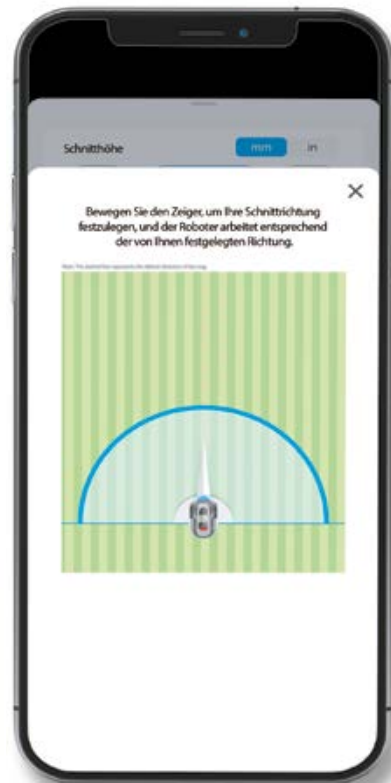 Schnitthöhe
mm
in
Bewegen Sie den Zeiger, um Ihre Schnittrichtung
festzulegen, und der Roboter arbeitet entsprechend
der von Ihnen festgelegten Richtung.